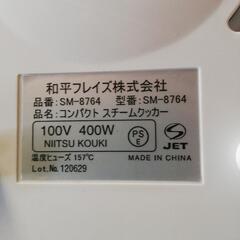 和平フレイズ株式会社
品番：SM-8764 型番：SM-8764
品名：コンパクト スチームクッカー
100V 400W
NIITSU KOUKI
PS E
S JET
温度ヒューズ 157℃
MADE IN CHINA
Lot.No. 120629